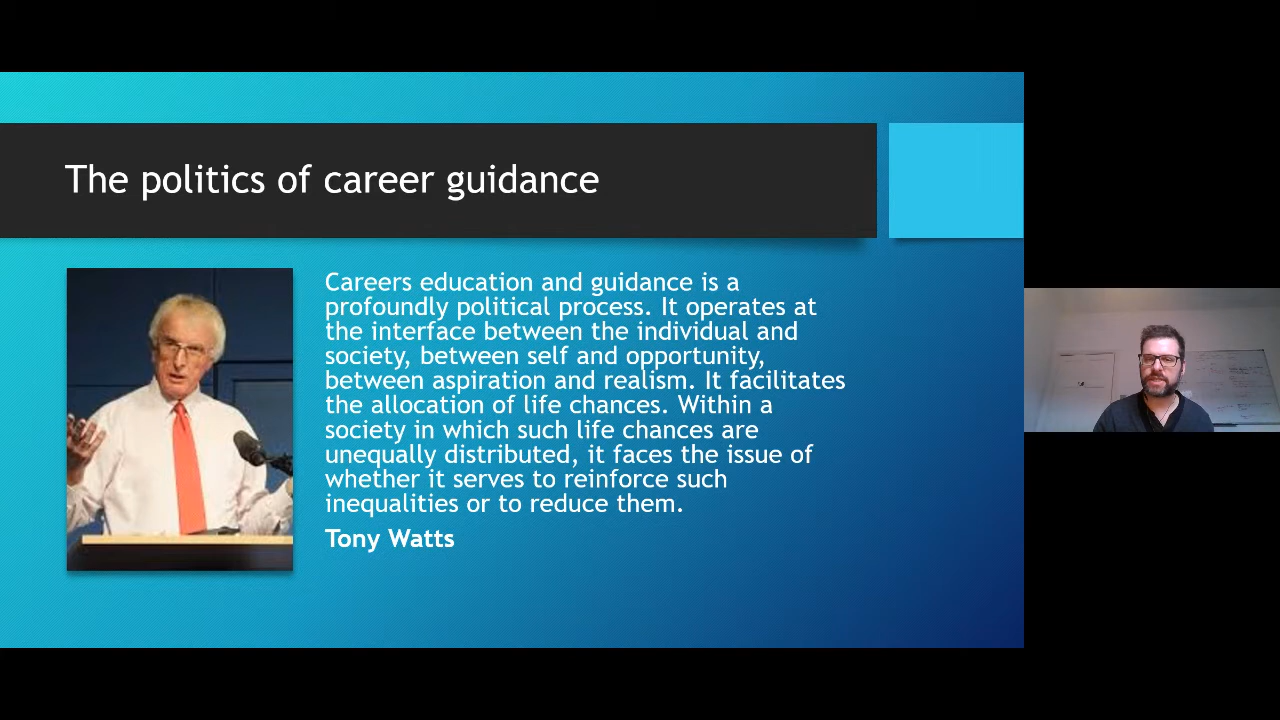 The politics of career guidance
Careers education and guidance is a
profoundly political process. It operates at
the interface between the individual and
society, between self and opportunity,
between aspiration and realism. It facilitates
the allocation of life chances. Within a
society in which such life chances are
unequally distributed, it faces the issue of
whether it serves to reinforce such
inequalities or to reduce them.
Tony Watts